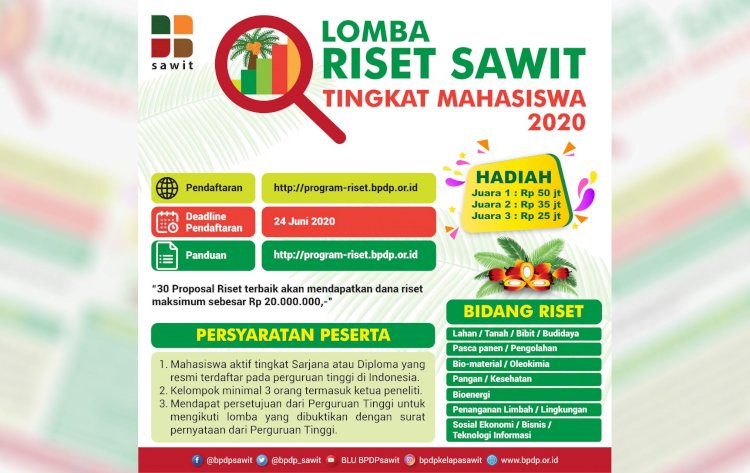 sawit
LOMBA
RISET SAWIT
TINGKAT MAHASISWA
2020
Pendaftaran
http://program-riset.bpdp.or.id
Deadline
Pendaftaran
24 Juni 2020
Panduan
http://program-riset.bpdp.or.id
HADIAH
Juara 1 : Rp 50 jt
Juara 2 : Rp 35 jt
Juara 3 : Rp 25 jt
“30 Proposal Riset terbaik akan mendapatkan dana riset
maksimum sebesar Rp 20.000.000,-”
PERSYARATAN PESERTA
1. Mahasiswa aktif tingkat Sarjana atau Diploma yang
resmi terdaftar pada perguruan tinggi di Indonesia.
2. Kelompok minimal 3 orang termasuk ketua peneliti.
3. Mendapat persetujuan dari Perguruan Tinggi untuk
mengikuti lomba yang dibuktikan dengan surat
pernyataan dari Perguruan Tinggi.
BIDANG RISET
Lahan / Tanah / Bibit / Budidaya
Pasca panen / Pengolahan
Bio-material / Oleokimia
Pangan / Kesehatan
Bioenergi
Penanganan Limbah / Lingkungan
Sosial Ekonomi / Bisnis /
Teknologi Informasi
@bpdpsawit @bpdp_sawit BLU BPDPsawit bpdpkelapasawit www.bpdp.or.id